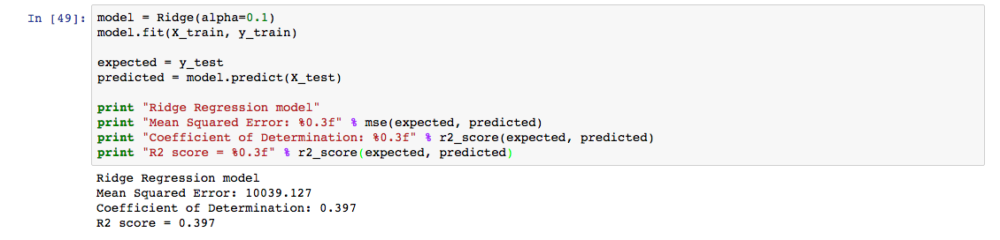 In [49]: model = Ridge(alpha=0.1)
model.fit(X_train, y_train)
expected = y_test
predicted = model.predict(X_test)
print "Ridge Regression model"
print "Mean Squared Error: %0.3f" % mse(expected, predicted)
print "Coefficient of Determination: %0.3f" % r2_score(expected, predicted)
print "R2 score = %0.3f" % r2_score(expected, predicted)
Ridge Regression model
Mean Squared Error: 10039.127
Coefficient of Determination: 0.397
R2 score = 0.397